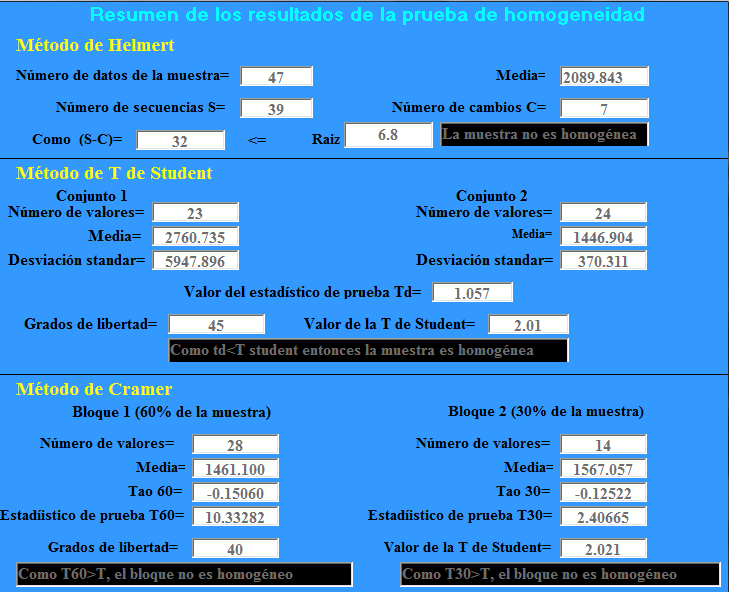 Resumen de los resultados de la prueba de homogeneidad
Método de Helmert
Número de datos de la muestra= 47 Media= 2089.843
Número de secuencias S= 39 Número de cambios C= 7
Como (S-C)= 32 <= Raiz 6.8 La muestra no es homogénea
Método de T de Student
Conjunto 1 Conjunto 2
Número de valores= 23 Número de valores= 24
Media= 2760.735 Media= 1446.904
Desviación standar= 5947.896 Desviación standar= 370.311
Valor del estadístico de prueba Td= 1.057
Grados de libertad= 45 Valor de la T de Student= 2.01
Como td<T student entonces la muestra es homogénea
Método de Cramer
Bloque 1 (60% de la muestra) Bloque 2 (30% de la muestra)
Número de valores= 28 Número de valores= 14
Media= 1461.100 Media= 1567.057
Tao 60= -0.15060 Tao 30= -0.12522
Estadíistico de prueba T60= 10.33282 Estadíistico de prueba T30= 2.40665
Grados de libertad= 40 Valor de la T de Student= 2.021
Como T60>T, el bloque no es homogéneo Como T30>T, el bloque no es homogéneo